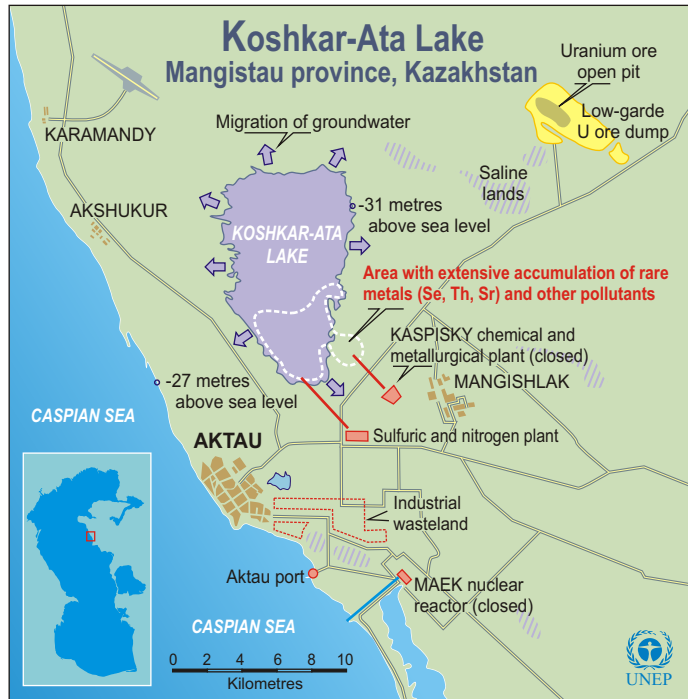 Koshkar-Ata Lake
Mangistau province, Kazakhstan
Uranium ore
open pit
Low-garde
U ore dump
KARAMANDY
Migration of groundwater
Saline
lands
AKSHUKUR
-31 metres
above sea level
KOSHKAR-ATA
LAKE
Area with extensive accumulation of rare
metals (Se, Th, Sr) and other pollutants
KASPISKY chemical and
metallurgical plant (closed)
-27 metres
above sea level
MANGISHLAK
CASPIAN SEA
AKTAU
Sulfuric and nitrogen plant
Industrial
wasteland
Aktau port
MAEK nuclear
reactor (closed)
CASPIAN SEA
0 2 4 6 8 10
Kilometres
UNEP